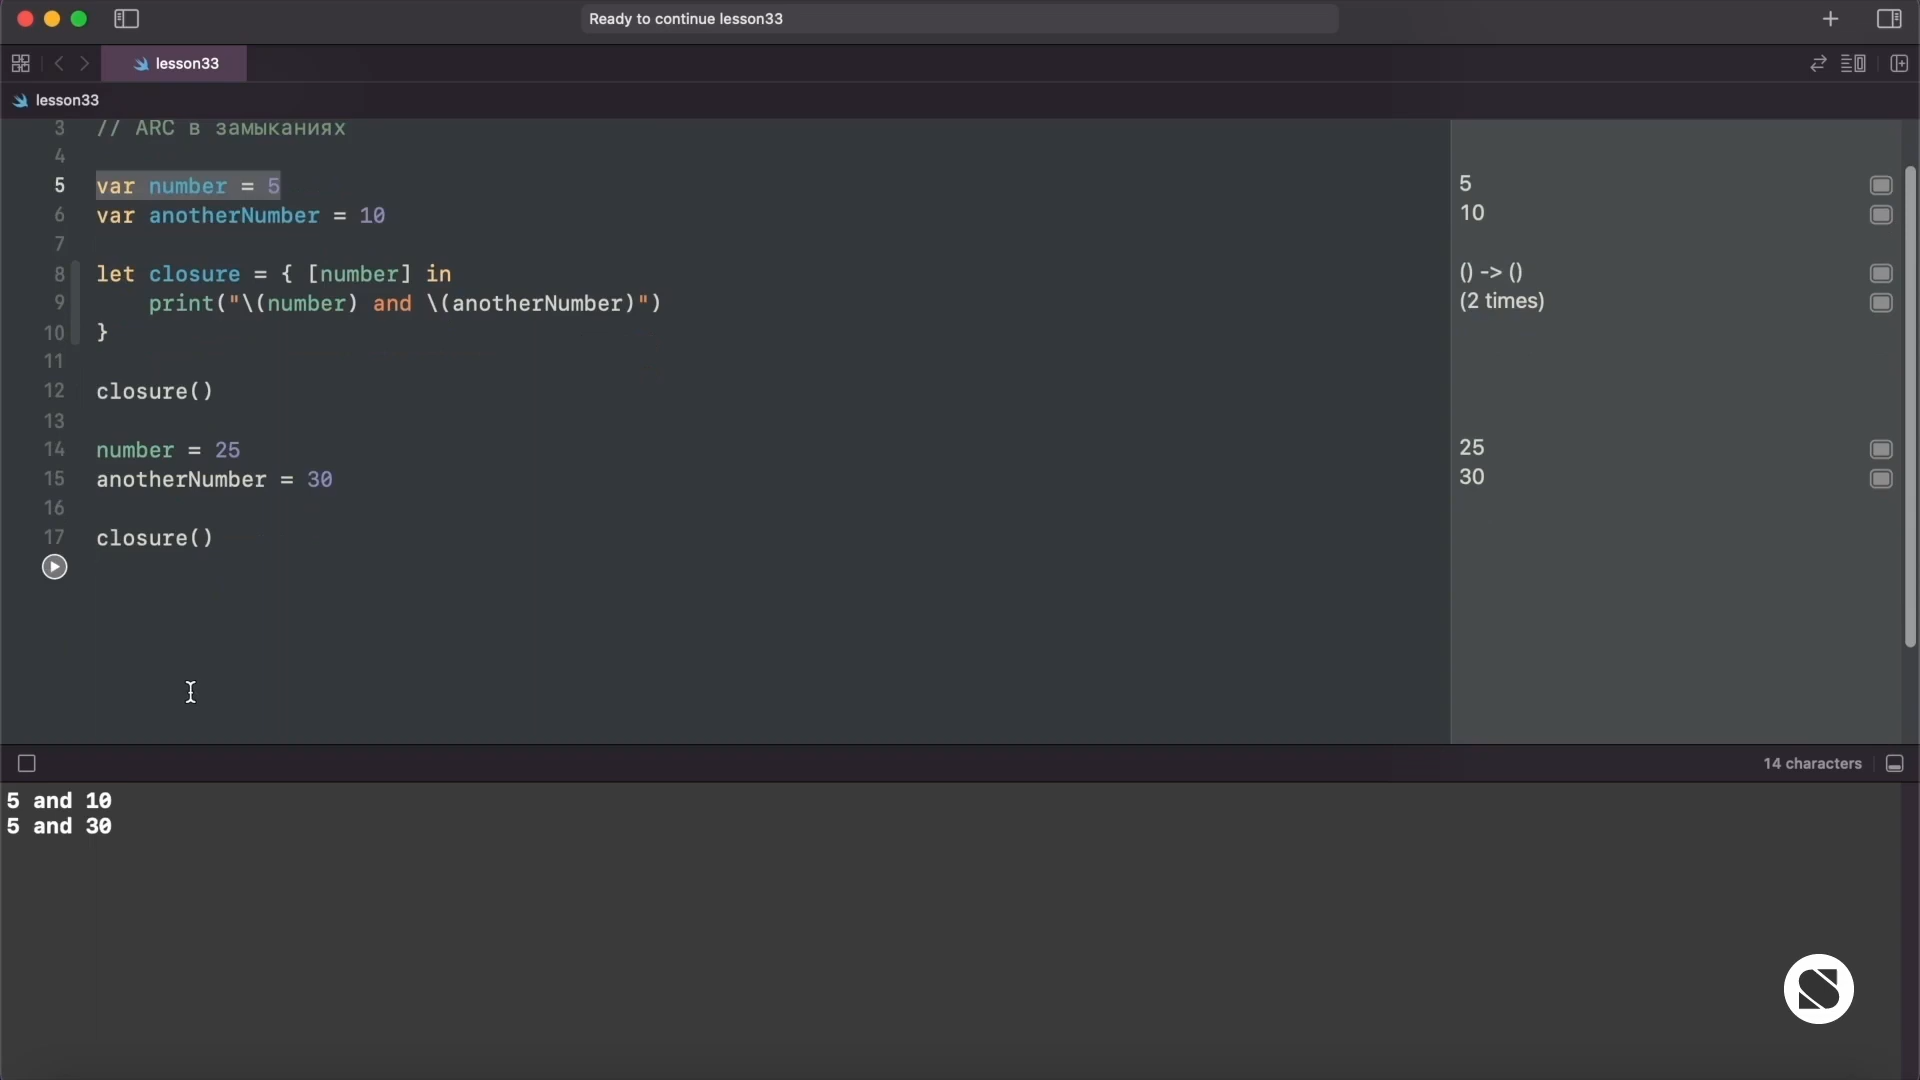 Ready to continue lesson33
lesson33
lesson33
3 // ARC в замыканиях
4
5 var number = 5
5
6 var anotherNumber = 10
10
7
8 let closure = { [number] in
() -> ()
9 print("\(number) and \(anotherNumber)")
(2 times)
10 }
11
12 closure()
13
14 number = 25
25
15 anotherNumber = 30
30
16
17 closure()
14 characters
5 and 10
5 and 30